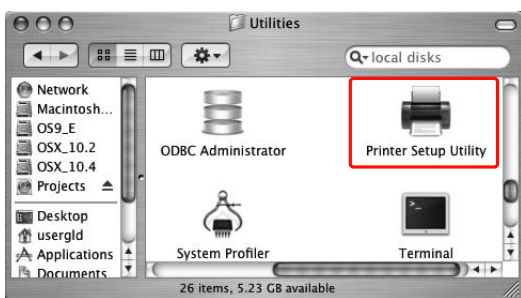 Utilities
local disks
Network
Macintosh...
OS9_E
OSX_10.2
OSX_10.4
Projects
Desktop
usergld
Applications
Documents
ODBC Administrator
Printer Setup Utility
System Profiler
>_
Terminal
26 items, 5.23 GB available